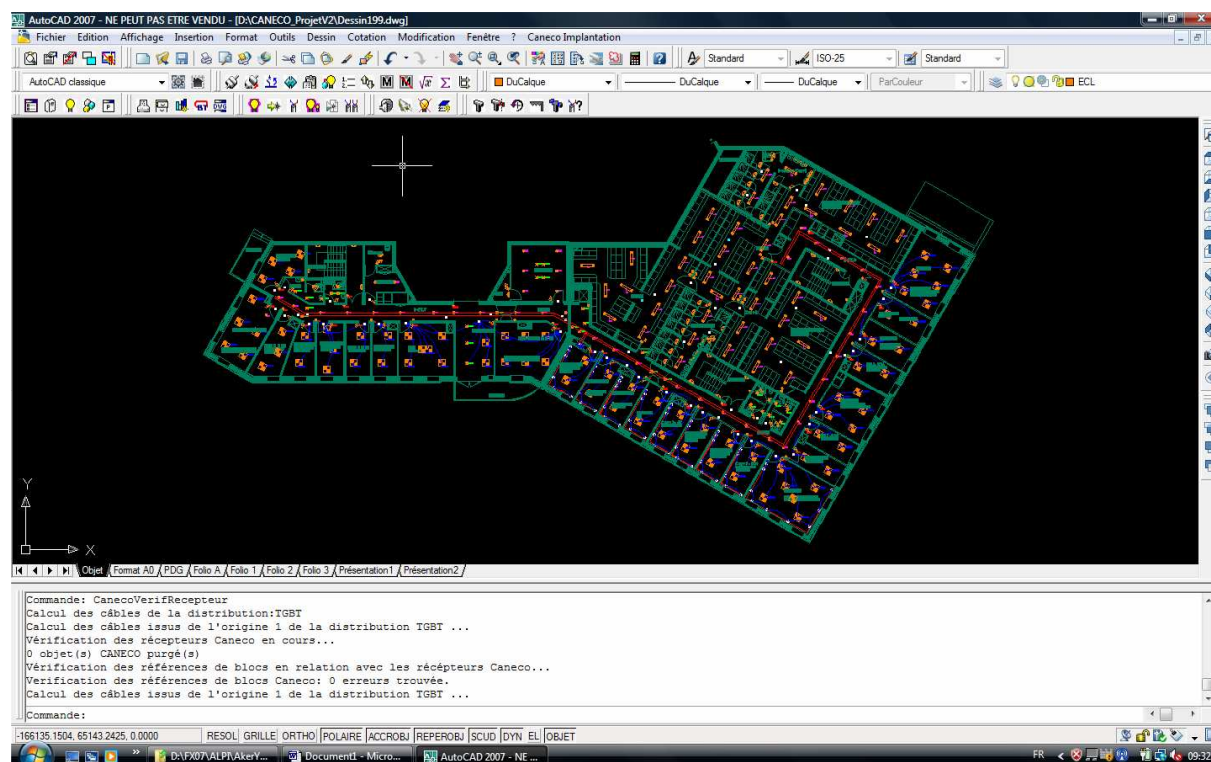 AutoCAD 2007 - NE PEUT PAS ETRE VENDU - [D:\CANECO_ProjetV2\Dessin199.dwg]
Fichier Edition Affichage Insertion Format Outils Dessin Cotation Modification Fenêtre ? Caneco Implantation
Standard ISO-25 Standard
AutoCAD classique DuCalque DuCalque DuCalque ParCouleur ECL
Y
X
Objet Format A0 PDG Folio A Folio 1 Folio 2 Folio 3 Présentation1 Présentation2
Commande: CanecoVerifRecepteur
Calcul des câbles de la distribution:TGBT
Calcul des câbles issus de l'origine 1 de la distribution TGBT ...
Vérification des récepteurs Caneco en cours...
0 objet(s) CANECO purgé(s)
Vérification des références de blocs en relation avec les récépteurs Caneco...
Verification des références de blocs Caneco: 0 erreurs trouvée.
Calcul des câbles issus de l'origine 1 de la distribution TGBT ...
Commande:
-166135.1504, 65143.2425, 0.0000 RESOL GRILLE ORTHO POLAIRE ACCROBJ REPEROBJ SCUD DYN EL OBJET
D:\FX07\ALPI\AkerY... Document1 - Micro... AutoCAD 2007 - NE ... FR 09:32